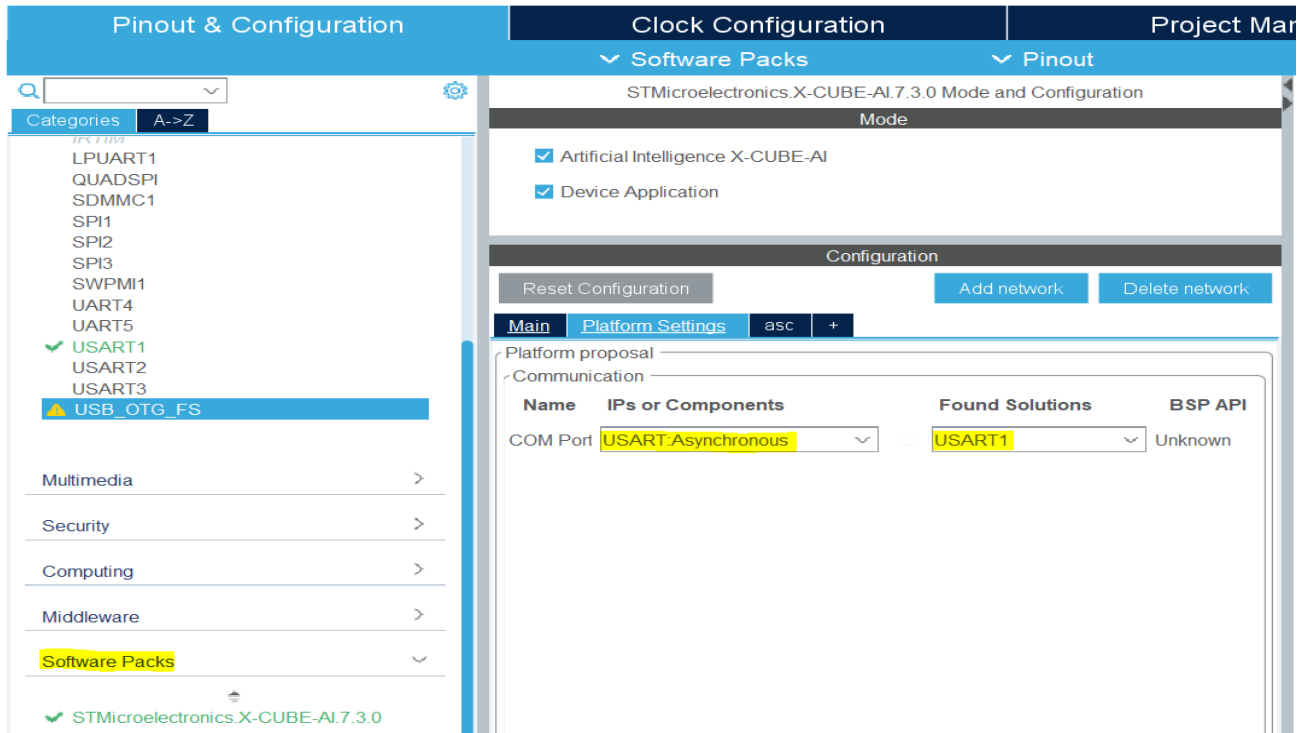 Pinout & Configuration
Clock Configuration
Project Mar
Software Packs
Pinout
Categories
A->Z
IRTIM
LPUART1
QUADSPI
SDMMC1
SPI1
SPI2
SPI3
SWPMI1
UART4
UART5
USART1
USART2
USART3
USB_OTG_FS
Multimedia
Security
Computing
Middleware
Software Packs
STMicroelectronics.X-CUBE-AI.7.3.0
STMicroelectronics.X-CUBE-AI.7.3.0 Mode and Configuration
Mode
Artificial Intelligence X-CUBE-AI
Device Application
Configuration
Reset Configuration
Add network
Delete network
Main
Platform Settings
asc
+
Platform proposal
Communication
Name IPs or Components Found Solutions BSP API
COM Port USART:Asynchronous USART1 Unknown